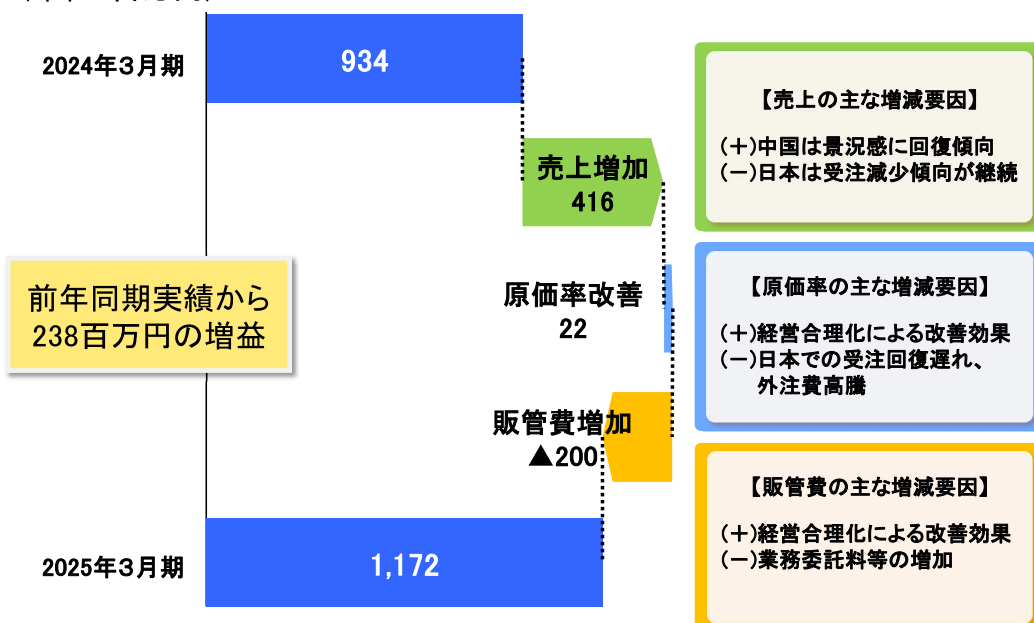 2024年3月期
934
売上増加
416
原価率改善
22
前年同期実績から
238百万円の増益
販管費増加
▲200
2025年3月期
1,172
【売上の主な増減要因】
(+)中国は景況感に回復傾向
(-)日本は受注減少傾向が継続
【原価率の主な増減要因】
(+)経営合理化による改善効果
(-)日本での受注回復遅れ、
外注費高騰
【販管費の主な増減要因】
(+)経営合理化による改善効果
(-)業務委託料等の増加